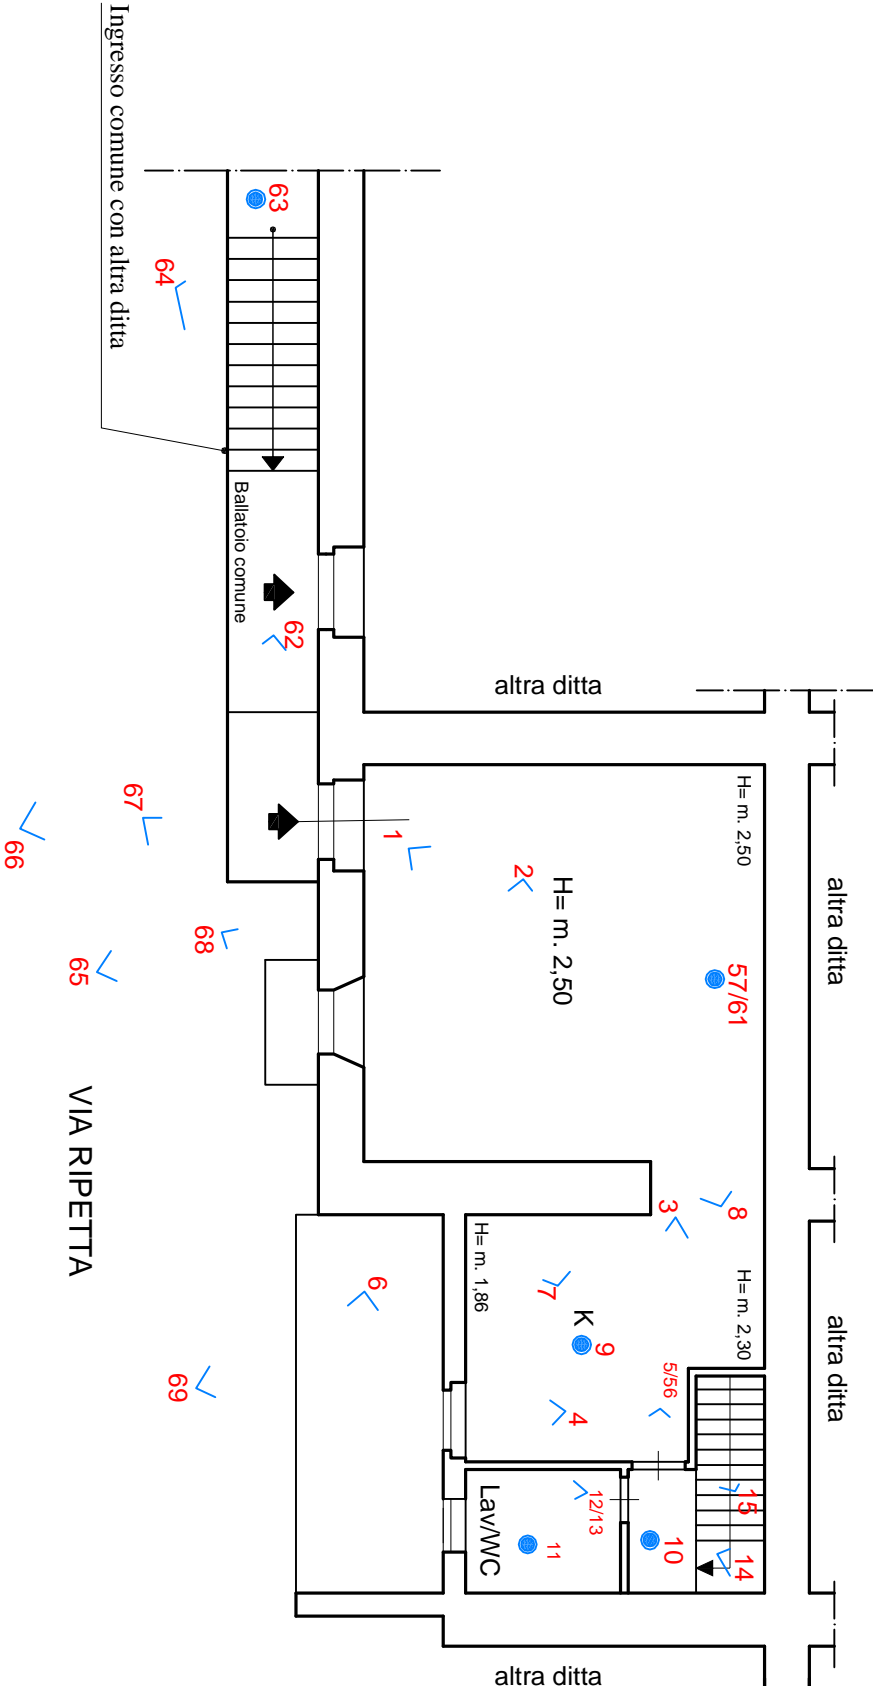 Ingresso comune con altra ditta
63
64
Ballatoio comune
62
altra ditta
H= m. 2,50
altra ditta
67
66
1
2
H= m. 2,50
57/61
68
65
VIA RIPETTA
3
8
H= m. 1,86
H= m. 2,30
altra ditta
6
7
K
9
69
4
5/56
12/13
15
Lav/WC
11
10
14
altra ditta